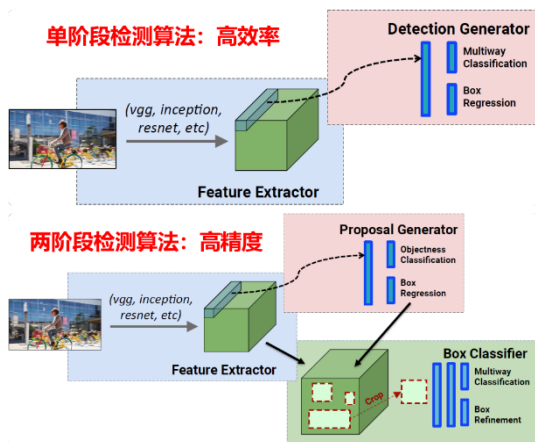 单阶段检测算法：高效率
Detection Generator
Multiway
Classification
Box
Regression
(vgg, inception,
resnet, etc)
Feature Extractor
两阶段检测算法：高精度
Proposal Generator
Objectness
Classification
Box
Regression
(vgg, inception,
resnet, etc)
Feature Extractor
Box Classifier
Crop
Multiway
Classification
Box
Refinement